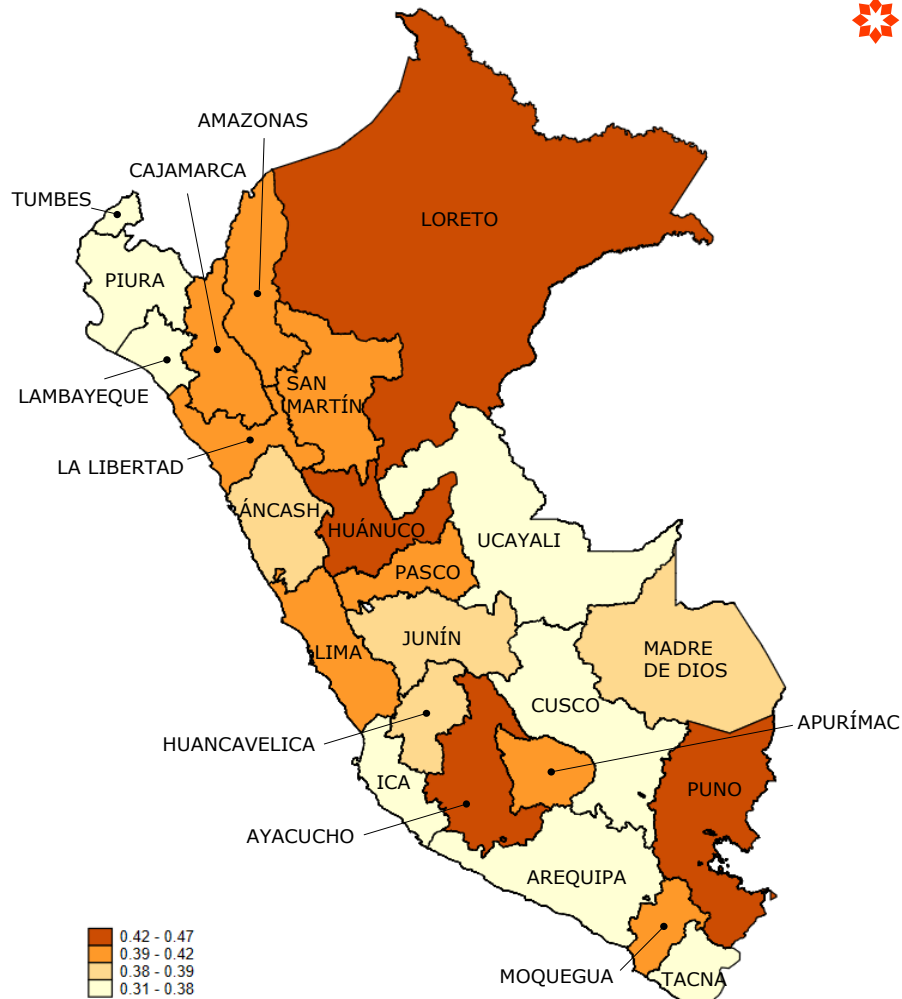 AMAZONAS
CAJAMARCA
TUMBES
LORETO
PIURA
LAMBAYEQUE
SAN
MARTÍN
LA LIBERTAD
ÁNCASH
HUÁNUCO
UCAYALI
PASCO
JUNÍN
LIMA
MADRE
DE DIOS
CUSCO
APURÍMAC
HUANCAVELICA
ICA
PUNO
AYACUCHO
AREQUIPA
MOQUEGUA
TACNA
0.42 - 0.47
0.39 - 0.42
0.38 - 0.39
0.31 - 0.38